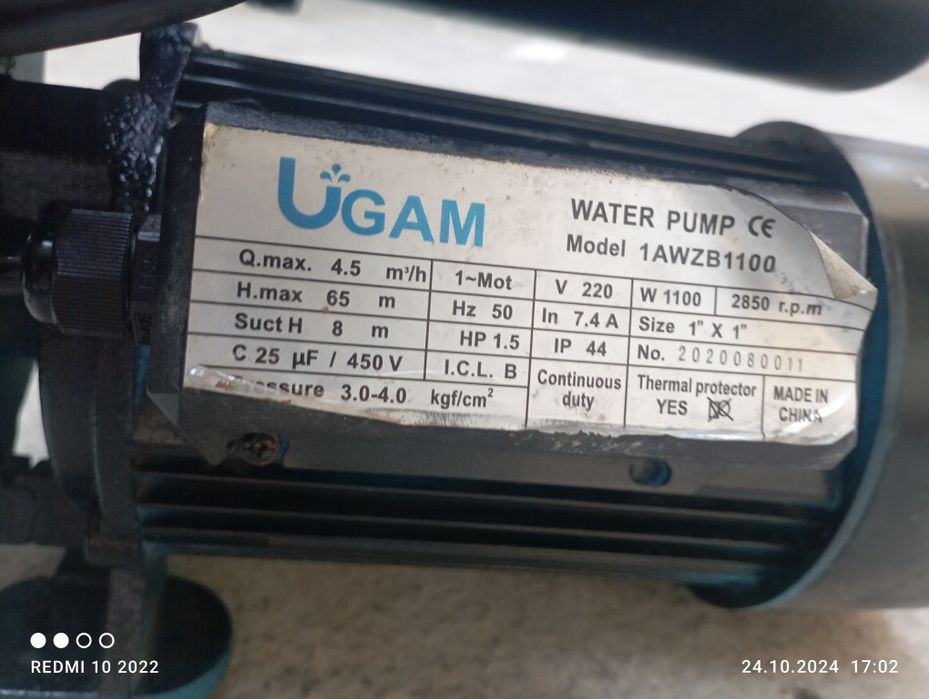 UGAM
WATER PUMP CE
Model 1AWZB1100
Q.max. 4.5 m³/h
H.max 65 m
Suct H 8 m
C 25 µF / 450 V
3.0-4.0 kgf/cm²
1~Mot
Hz 50
HP 1.5
I.C.L. B
V 220
In 7.4 A
IP 44
Continuous
duty
W 1100
2850 r.p.m
Size 1" X 1"
No. 2020080011
Thermal protector
YES
MADE IN
CHINA
REDMI 10 2022
24.10.2024 17:02